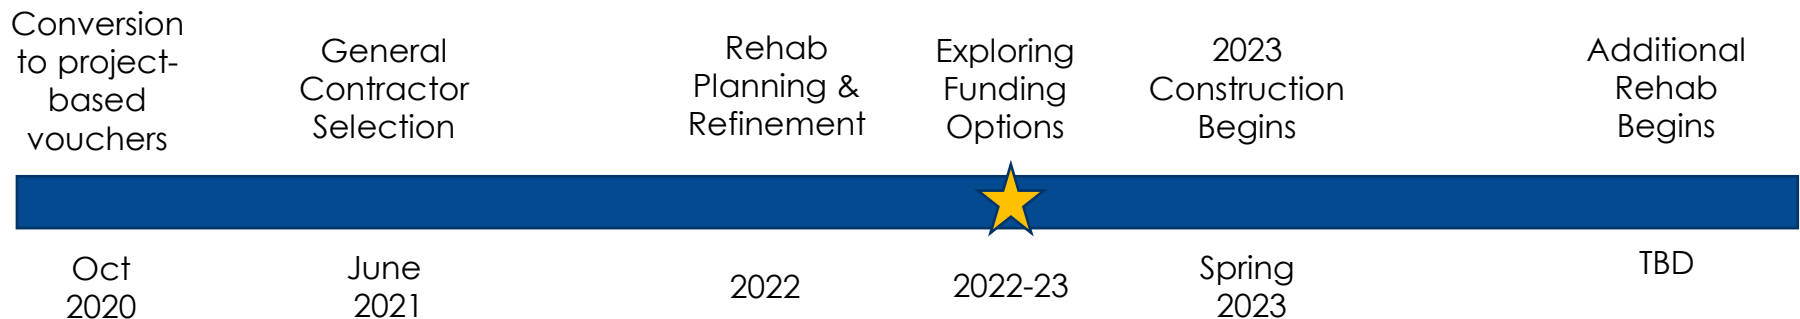 Conversion
to project-
based
vouchers
General
Contractor
Selection
Rehab
Planning &
Refinement
Exploring
Funding
Options
2023
Construction
Begins
Additional
Rehab
Begins
Oct
2020
June
2021
2022
2022-23
Spring
2023
TBD